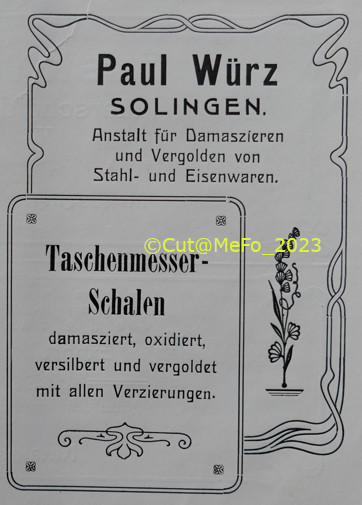 Paul Würz
SOLINGEN.
Anstalt für Damaszieren
und Vergolden von
Stahl- und Eisenwaren.
©Cut@MeFo_2023
Taschenmesser-
Schalen
damasziert, oxidiert,
versilbert und vergoldet
mit allen Verzierungen.